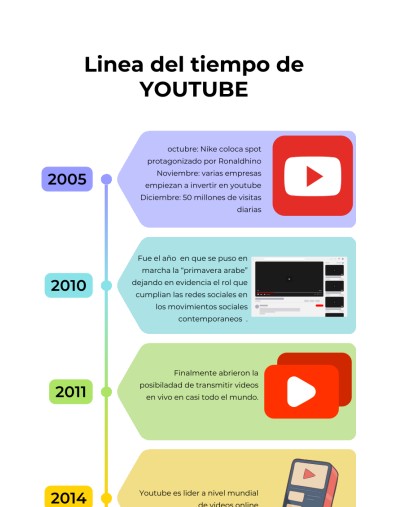 Linea del tiempo de
YOUTUBE
2005
octubre: Nike coloca spot
protagonizado por Ronaldhino
Noviembre: varias empresas
empiezan a invertir en youtube
Diciembre: 50 millones de visitas
diarias
2010
Fue el año en que se puso en
marcha la "primavera arabe"
dejando en evidencia el rol que
cumplian las redes sociales en
los movimientos sociales
contemporaneos .
2011
Finalmente abrieron la
posibiladad de transmitir videos
en vivo en casi todo el mundo.
2014
Youtube es lider a nivel mundial
de videos online